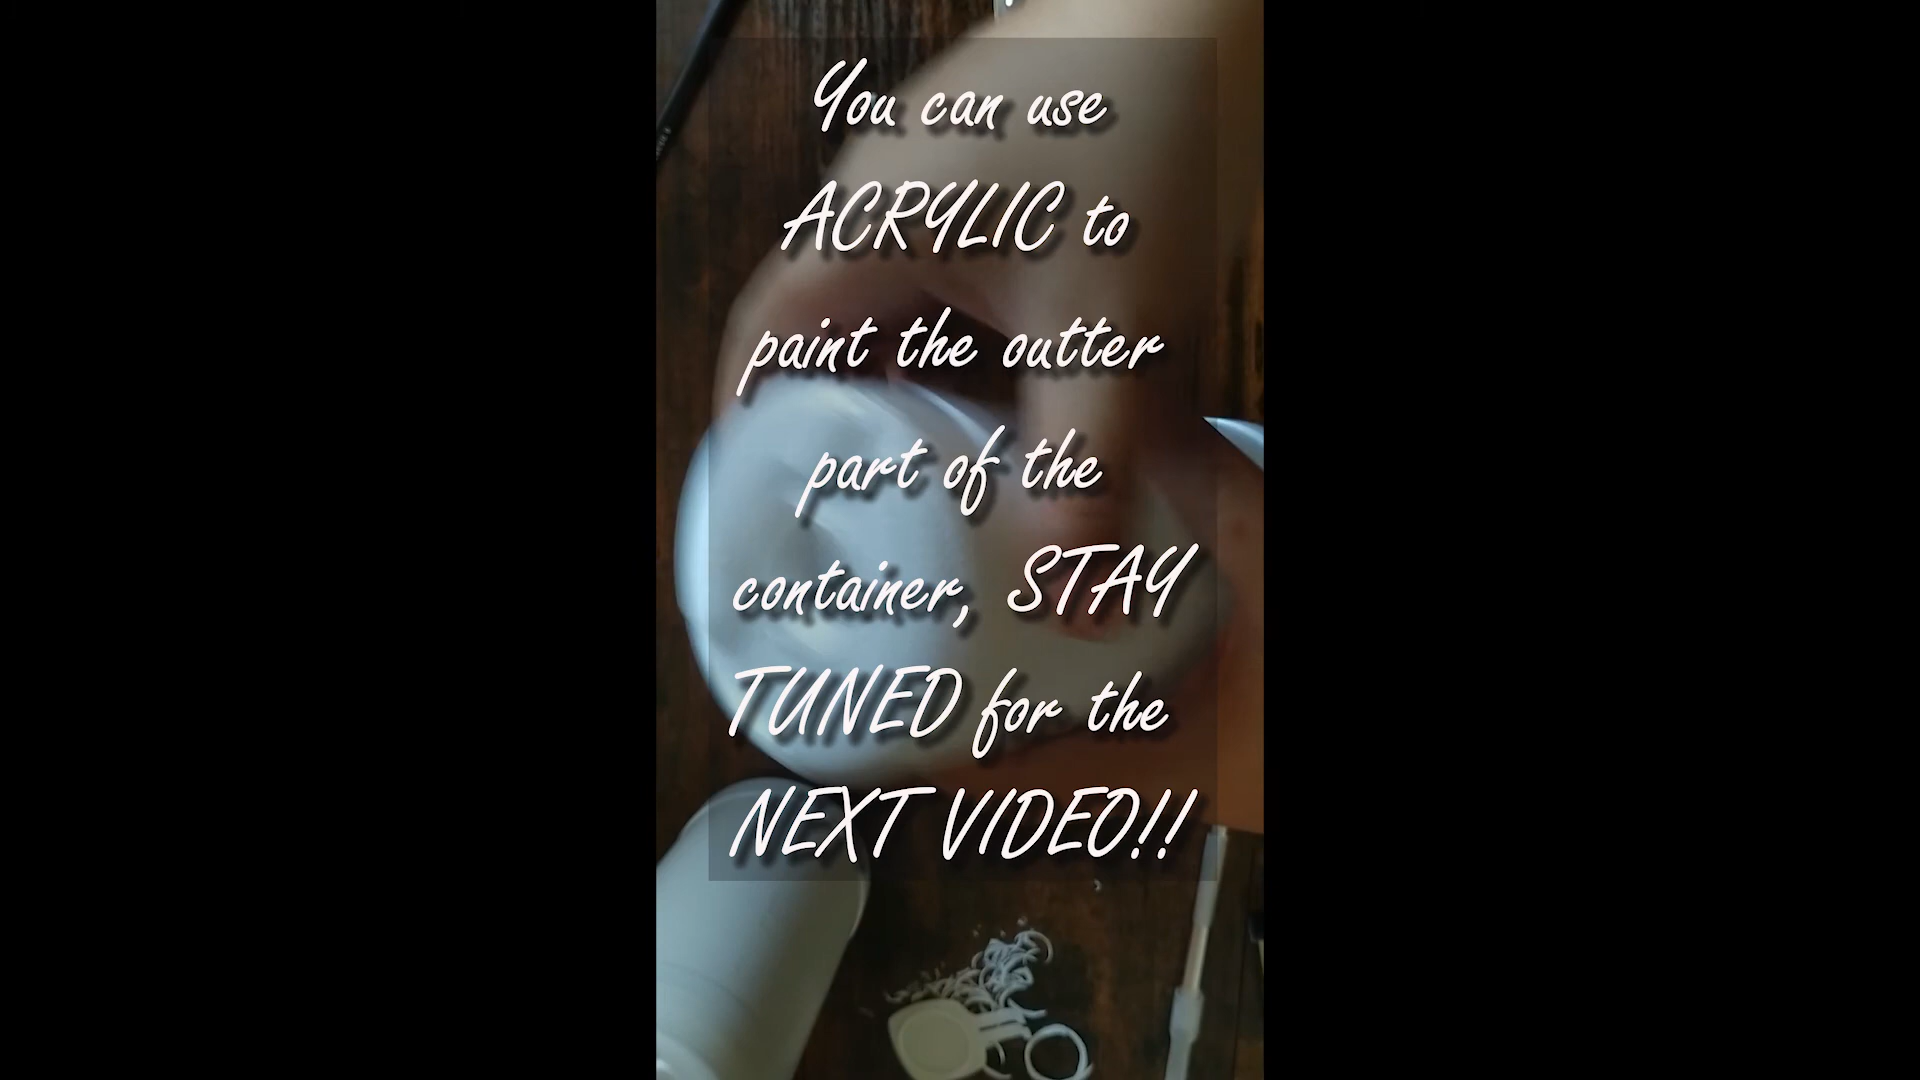 You can use
ACRYLIC to
paint the outter
part of the
container, STAY
TUNED for the
NEXT VIDEO!!